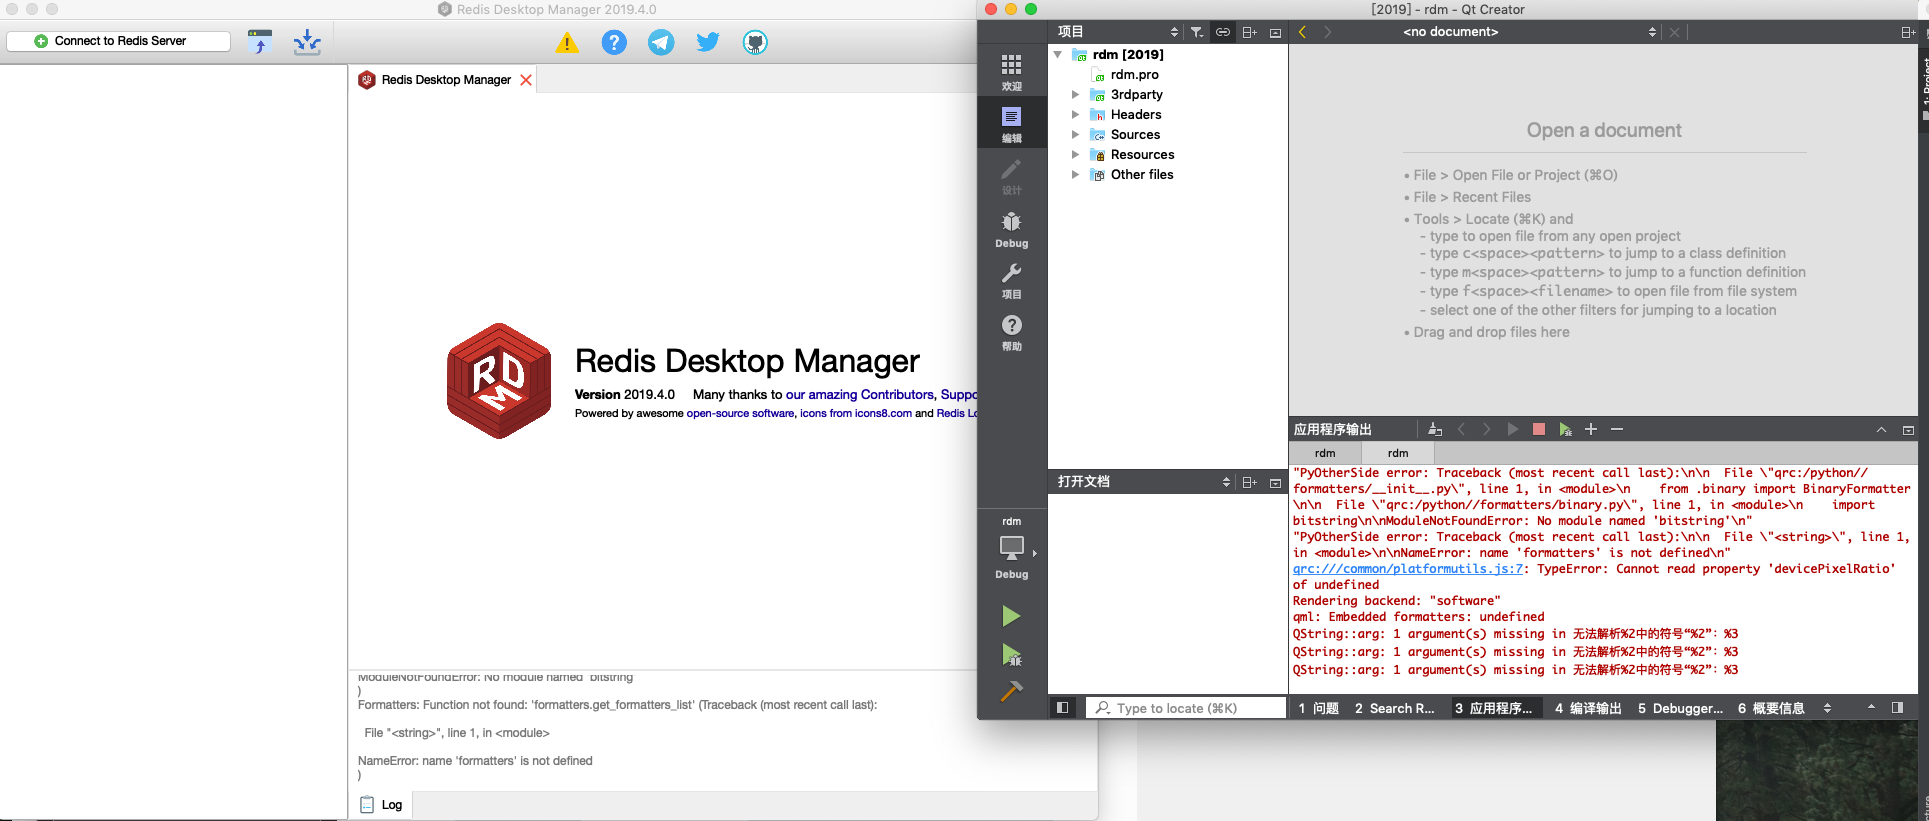 Redis Desktop Manager 2019.4.0
Connect to Redis Server
Redis Desktop Manager
RDM
Redis Desktop Manager
Version 2019.4.0 Many thanks to our amazing Contributors, Suppo
Powered by awesome open-source software, icons from icons8.com and Redis Lo
ModuleNotFoundError: No module named 'bitstring'
)
Formatters: Function not found: 'formatters.get_formatters_list' (Traceback (most recent call last):
File "<string>", line 1, in <module>
NameError: name 'formatters' is not defined
)
Log
[2019] - rdm - Qt Creator
项目
<no document>
欢迎
编辑
设计
Debug
项目
帮助
rdm
Debug
rdm [2019]
rdm.pro
3rdparty
Headers
Sources
Resources
Other files
打开文档
Type to locate (⌘K)
Open a document
• File > Open File or Project (⌘O)
• File > Recent Files
• Tools > Locate (⌘K) and
- type to open file from any open project
- type c<space><pattern> to jump to a class definition
- type m<space><pattern> to jump to a function definition
- type f<space><filename> to open file from file system
- select one of the other filters for jumping to a location
• Drag and drop files here
应用程序输出
rdm rdm
"PyOtherSide error: Traceback (most recent call last):\n\n  File \"qrc:/python//
formatters/__init__.py\", line 1, in <module>\n    from .binary import BinaryFormatter
\n\n  File \"qrc:/python//formatters/binary.py\", line 1, in <module>\n    import
bitstring\n\nModuleNotFoundError: No module named 'bitstring'\n"
"PyOtherSide error: Traceback (most recent call last):\n\n  File \"<string>\", line 1,
in <module>\n\nNameError: name 'formatters' is not defined\n"
qrc:///common/platformutils.js:7: TypeError: Cannot read property 'devicePixelRatio'
of undefined
Rendering backend: "software"
qml: Embedded formatters: undefined
QString::arg: 1 argument(s) missing in 无法解析%2中的符号“%2”：%3
QString::arg: 1 argument(s) missing in 无法解析%2中的符号“%2”：%3
QString::arg: 1 argument(s) missing in 无法解析%2中的符号“%2”：%3
1 问题 2 Search R... 3 应用程序... 4 编译输出 5 Debugger... 6 概要信息
1: Project